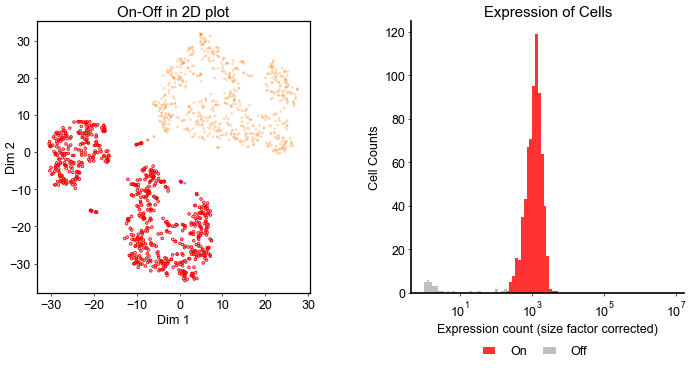 On-Off in 2D plot
Dim 2
30
20
10
0
−10
−20
−30
−30 −20 −10 0 10 20 30
Dim 1
Expression of Cells
Cell Counts
120
100
80
60
40
20
0
10^1 10^3 10^5 10^7
Expression count (size factor corrected)
On Off